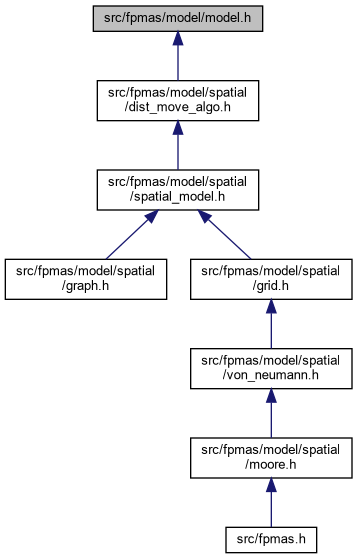 src/fpmas/model/model.h
src/fpmas/model/spatial
/dist_move_algo.h
src/fpmas/model/spatial
/spatial_model.h
src/fpmas/model/spatial
/graph.h
src/fpmas/model/spatial
/grid.h
src/fpmas/model/spatial
/von_neumann.h
src/fpmas/model/spatial
/moore.h
src/fpmas.h